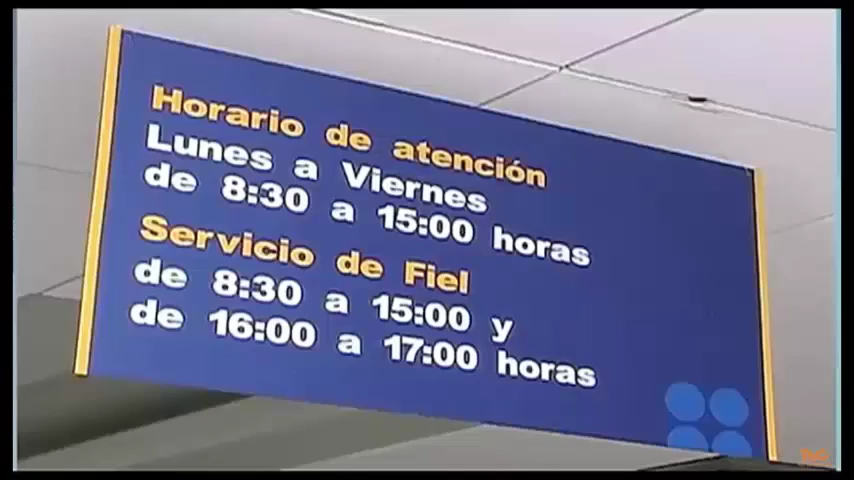 Horario de atención
Lunes a Viernes
de 8:30 a 15:00 horas
Servicio de Fiel
de 8:30 a 15:00 y
de 16:00 a 17:00 horas